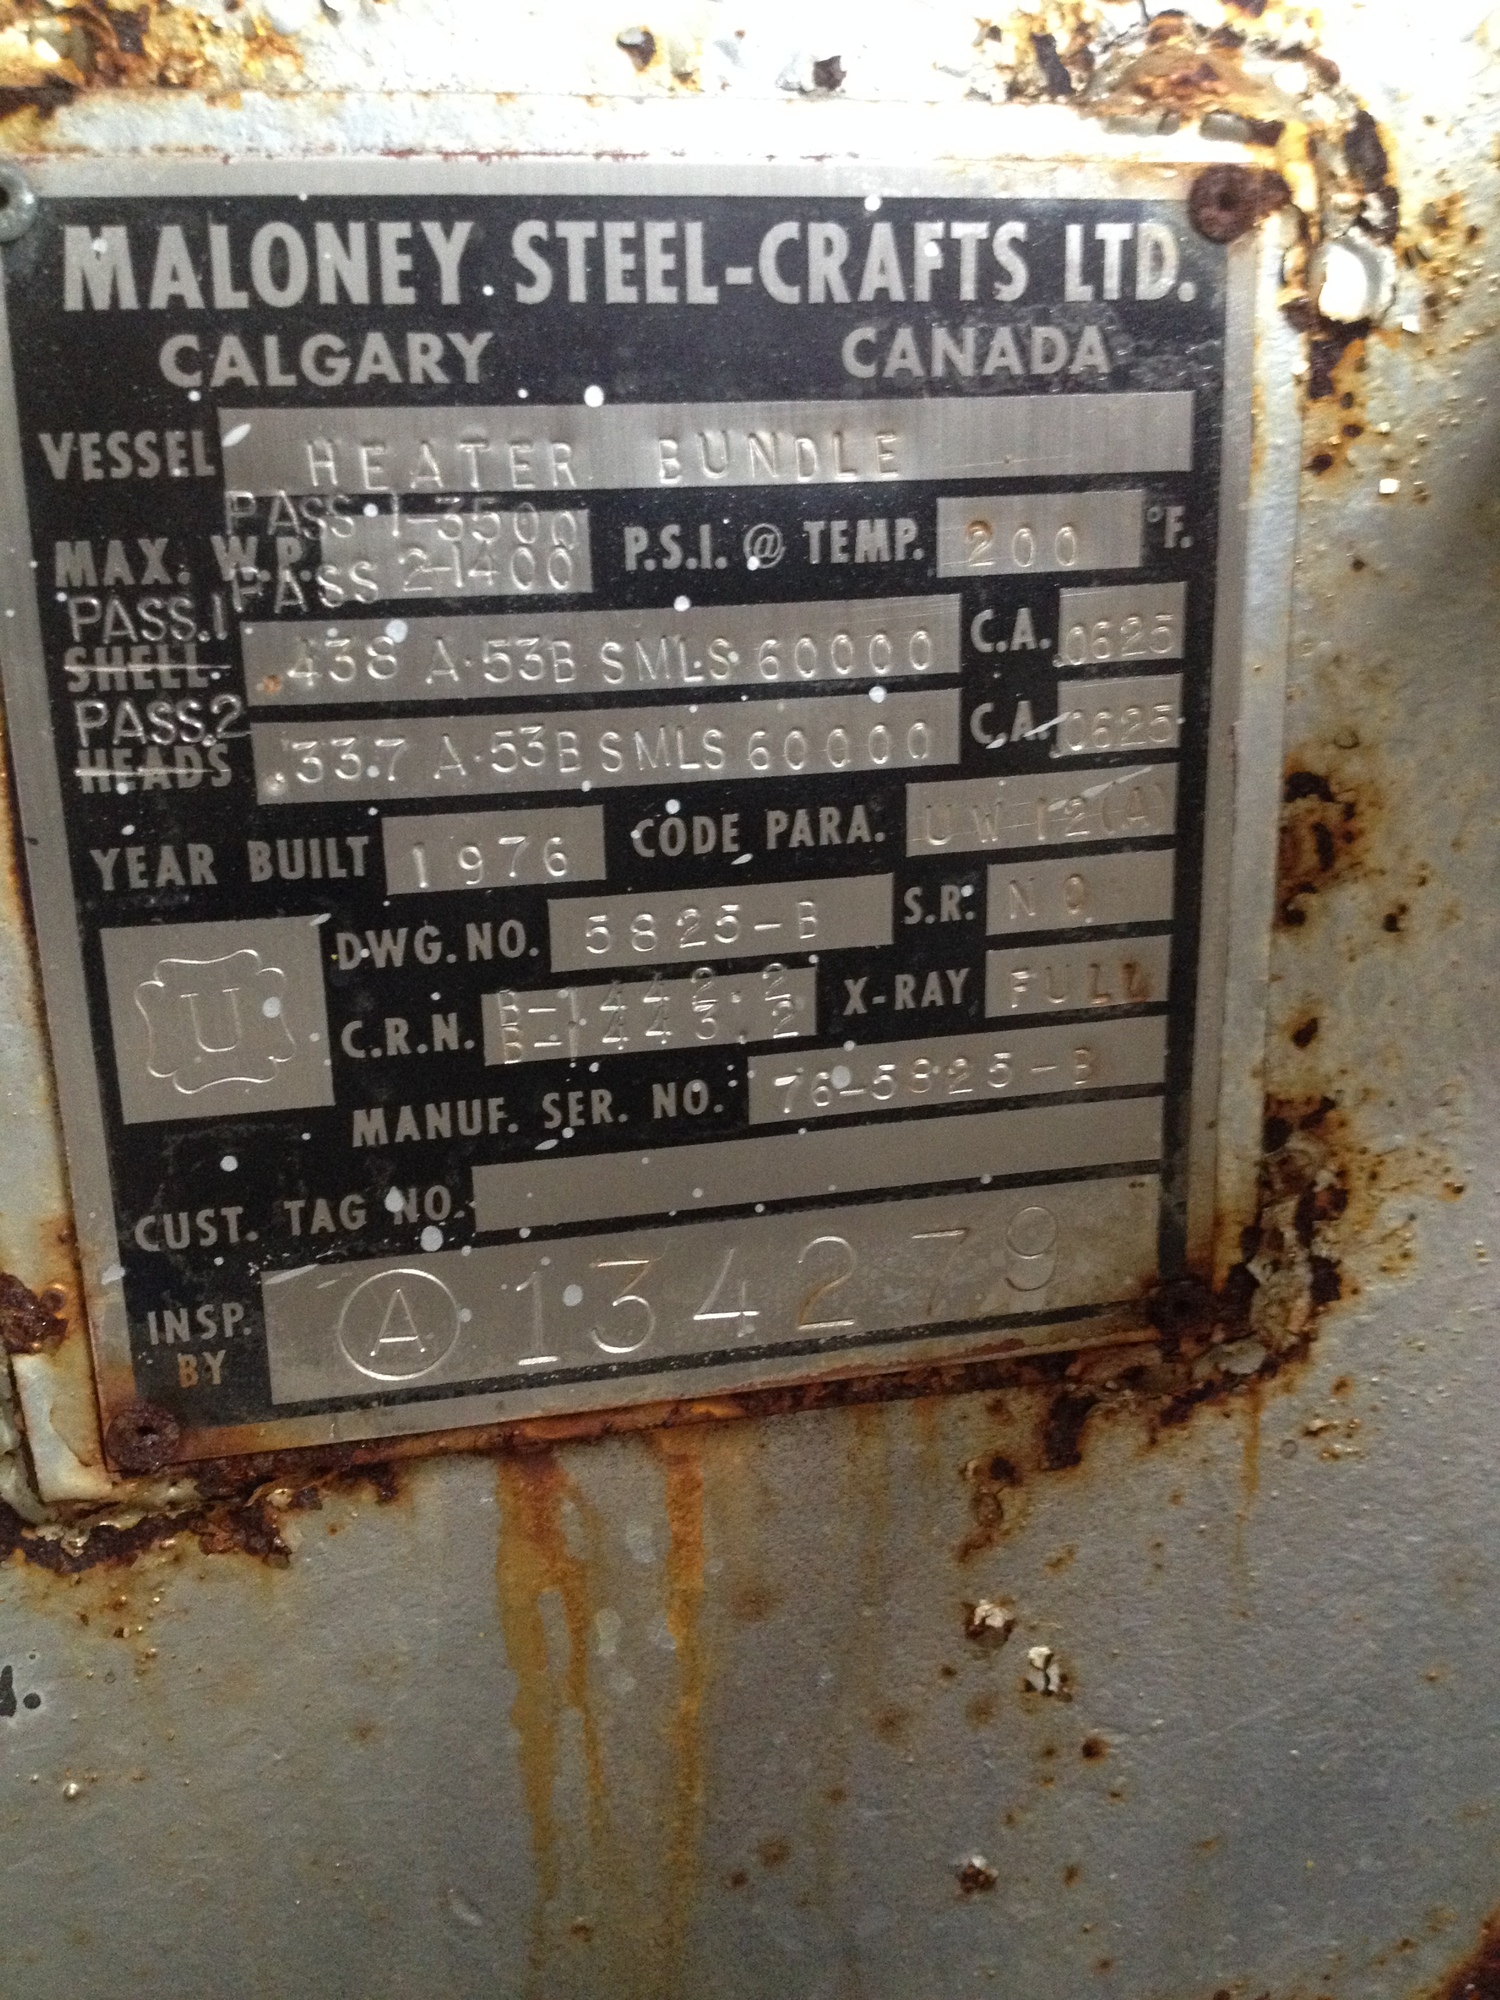 MALONEY STEEL-CRAFTS LTD.
CALGARY CANADA
VESSEL HEATER BUNDLE
PASS 1-3500
MAX. W.P. P.S.I. @ TEMP. 200 °F.
PASS 2-1400
PASS.1
SHELL. .438 A·53B SMLS 60000 C.A. .0625
PASS.2
HEADS .337 A·53B SMLS 60000 C.A. .0625
YEAR BUILT 1976 CODE PARA. UW 12(A)
DWG. NO. 5825-B S.R. NO
U
B-1442.2
C.R.N. B-1443.2 X-RAY FULL
MANUF. SER. NO. 76-5825-B
CUST. TAG NO.
INSP. BY A 134279